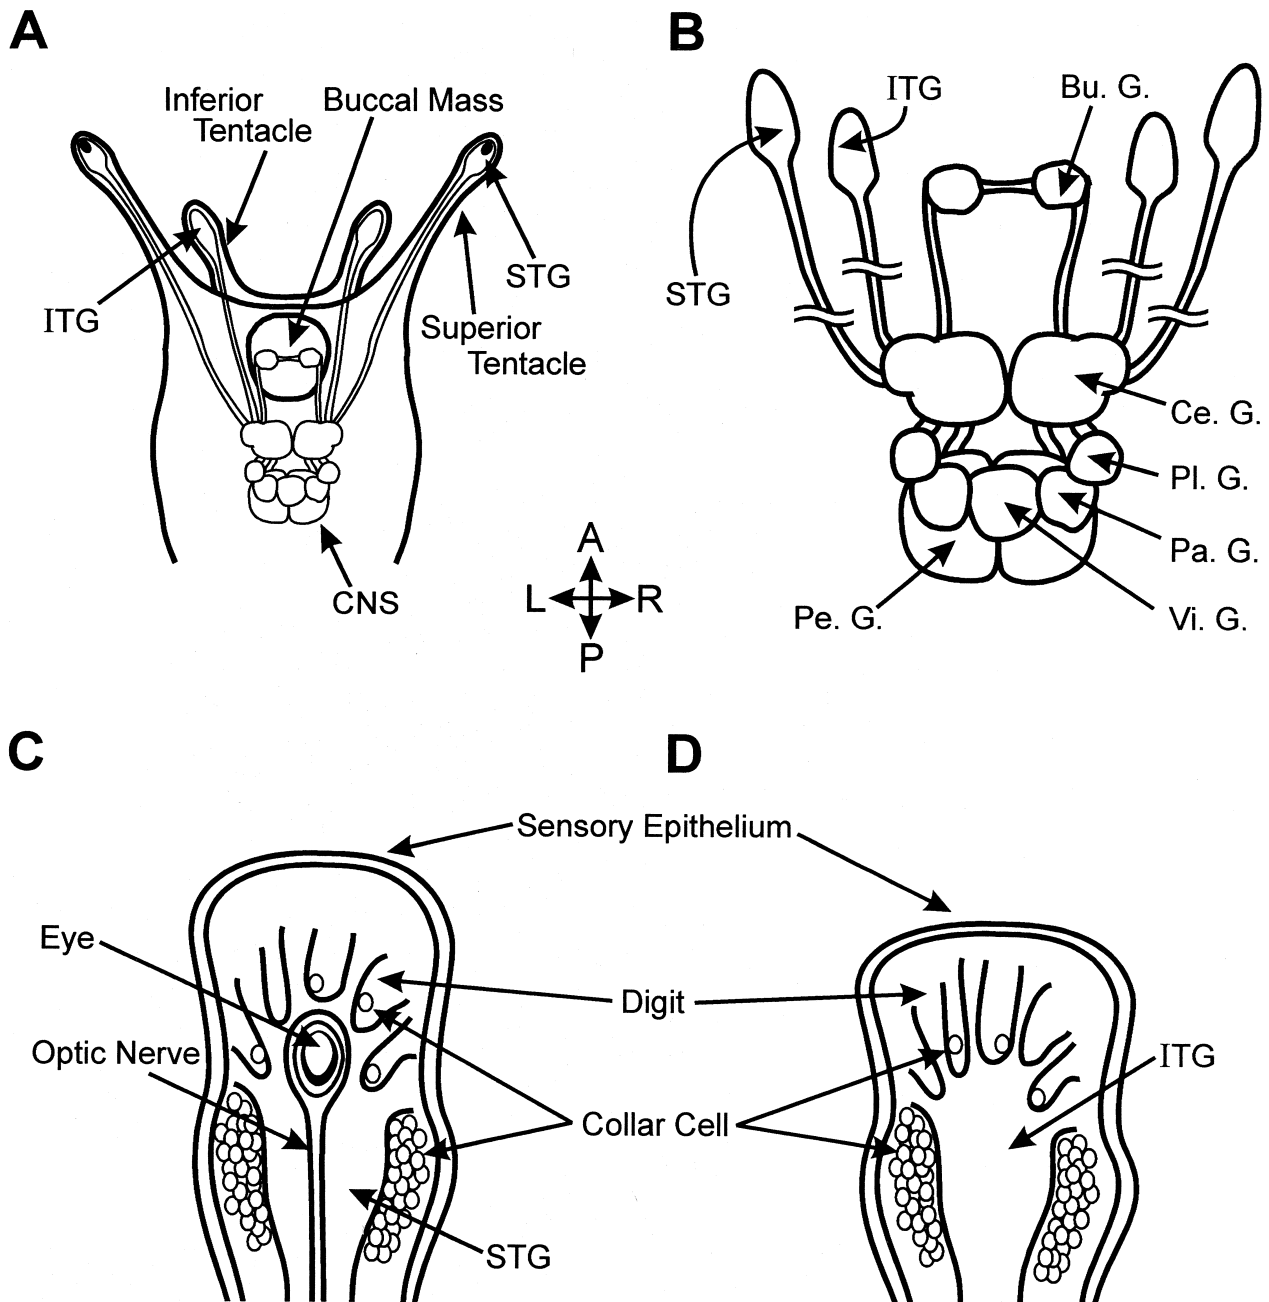 A
Inferior
Tentacle
Buccal Mass
ITG
STG
Superior
Tentacle
CNS
A
L
R
P
B
ITG
Bu. G.
STG
Ce. G.
Pl. G.
Pa. G.
Pe. G.
Vi. G.
C
D
Sensory Epithelium
Eye
Digit
Optic Nerve
ITG
Collar Cell
STG